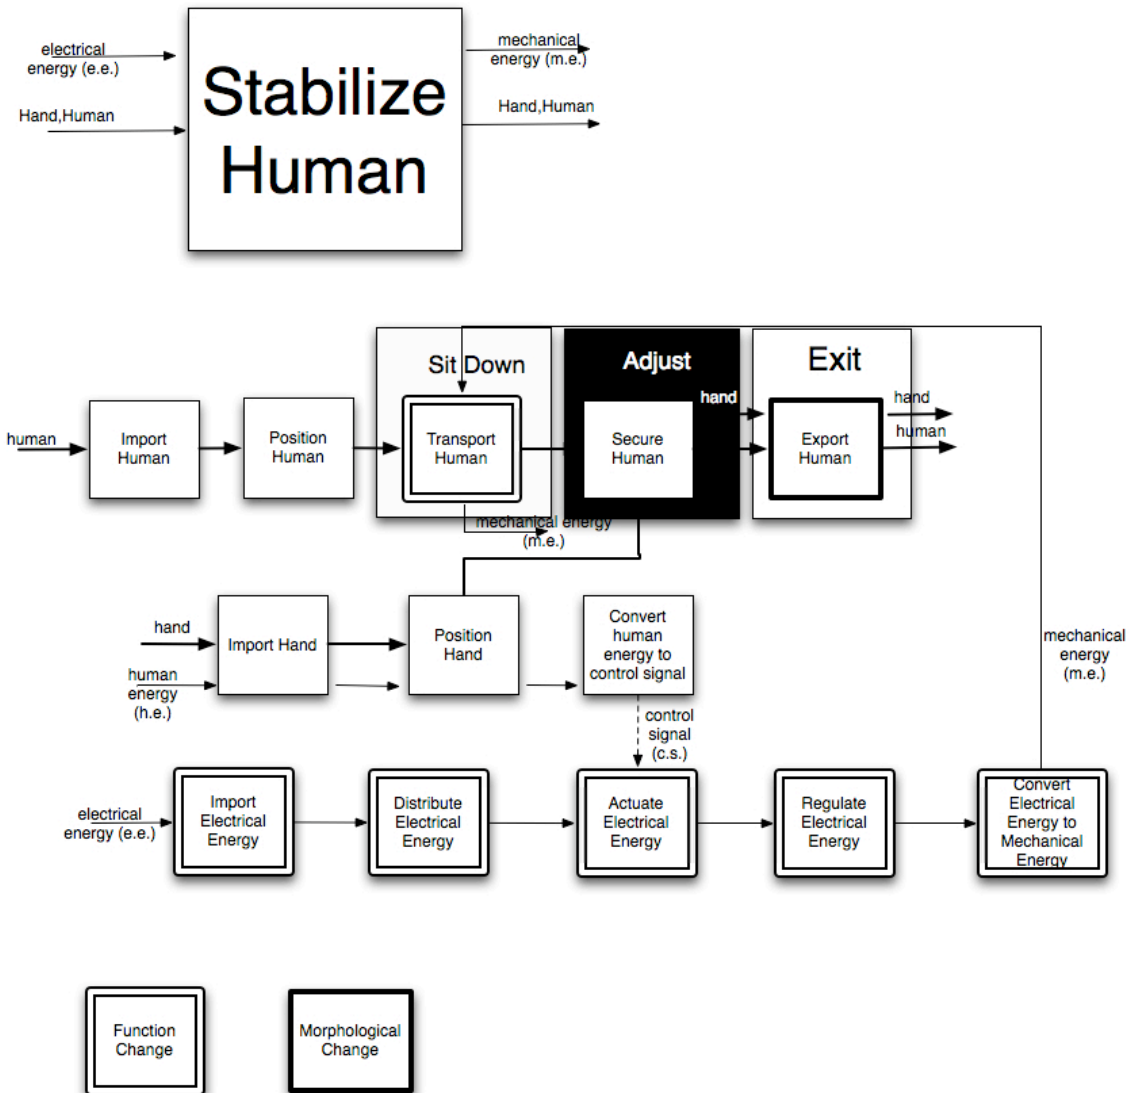 electrical
energy (e.e.)
Hand,Human
Stabilize
Human
mechanical
energy (m.e.)
Hand,Human
Sit Down
Adjust
Exit
human
Import
Human
Position
Human
Transport
Human
Secure
Human
hand
Export
Human
hand
human
mechanical energy
(m.e.)
hand
human
energy
(h.e.)
Import Hand
Position
Hand
Convert
human
energy to
control signal
mechanical
energy
(m.e.)
control
signal
(c.s.)
electrical
energy (e.e.)
Import
Electrical
Energy
Distribute
Electrical
Energy
Actuate
Electrical
Energy
Regulate
Electrical
Energy
Convert
Electrical
Energy to
Mechanical
Energy
Function
Change
Morphological
Change